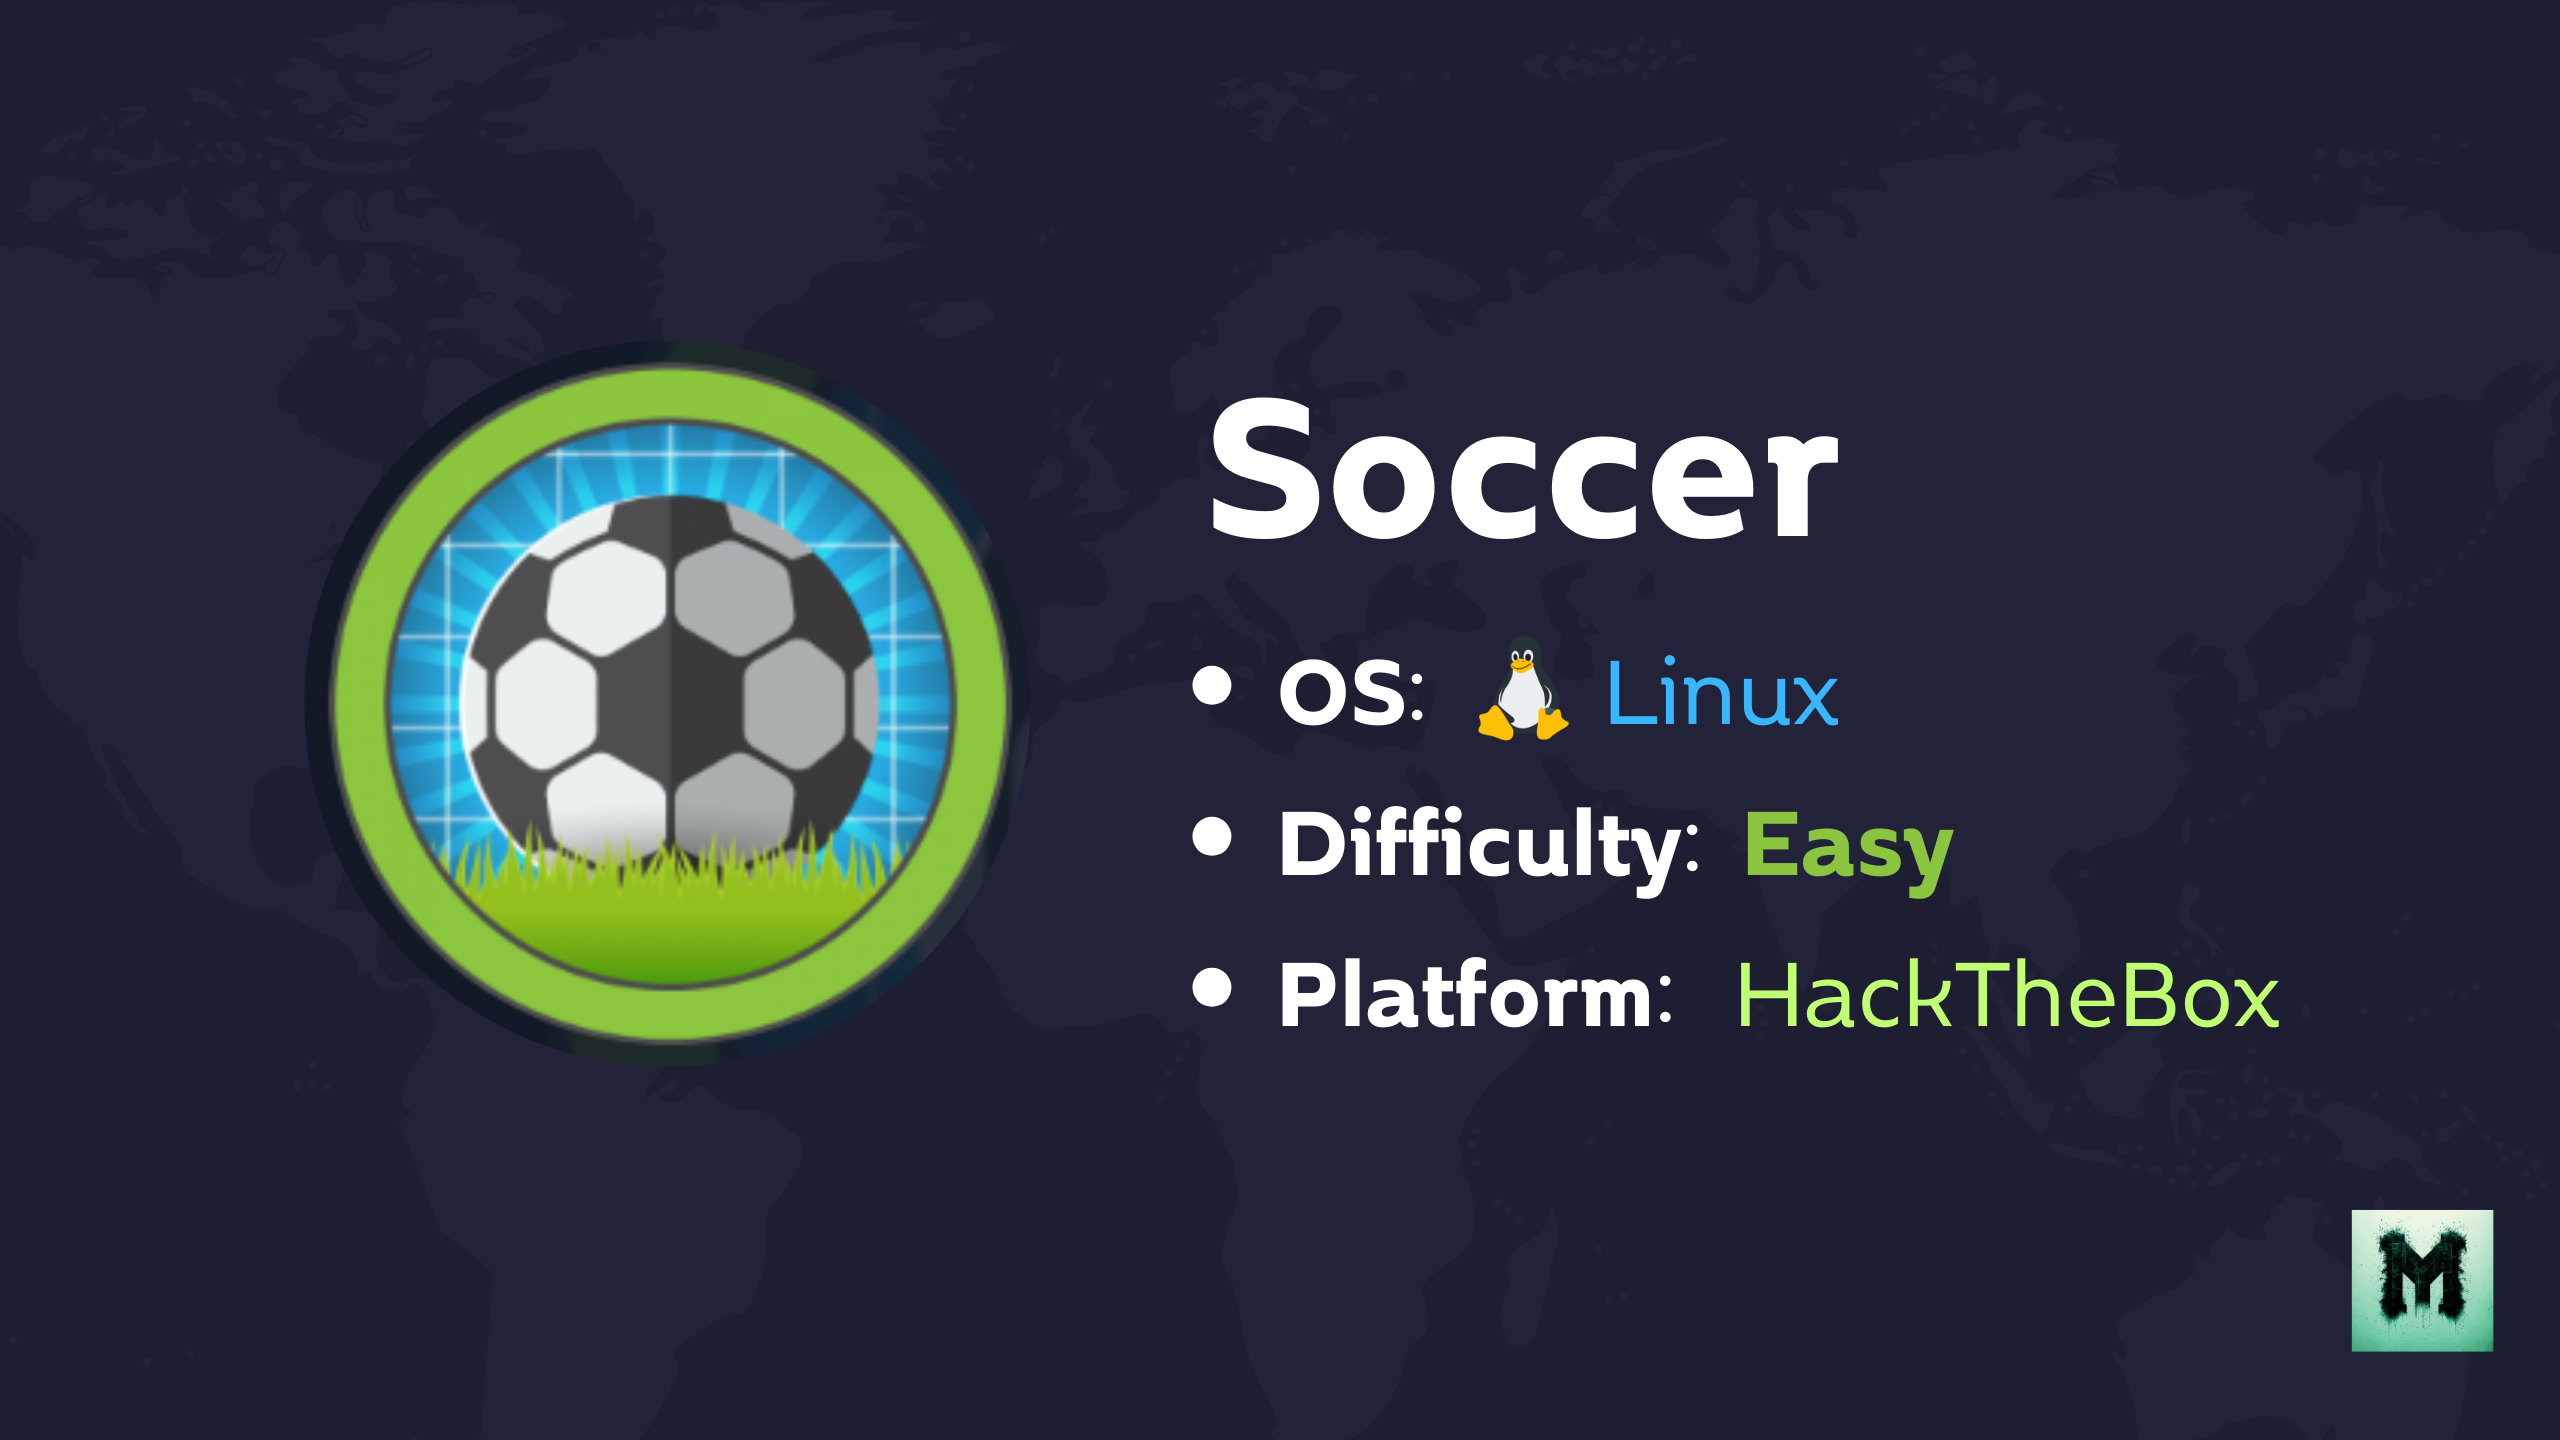 Soccer
• OS: Linux
• Difficulty: Easy
• Platform: HackTheBox
M